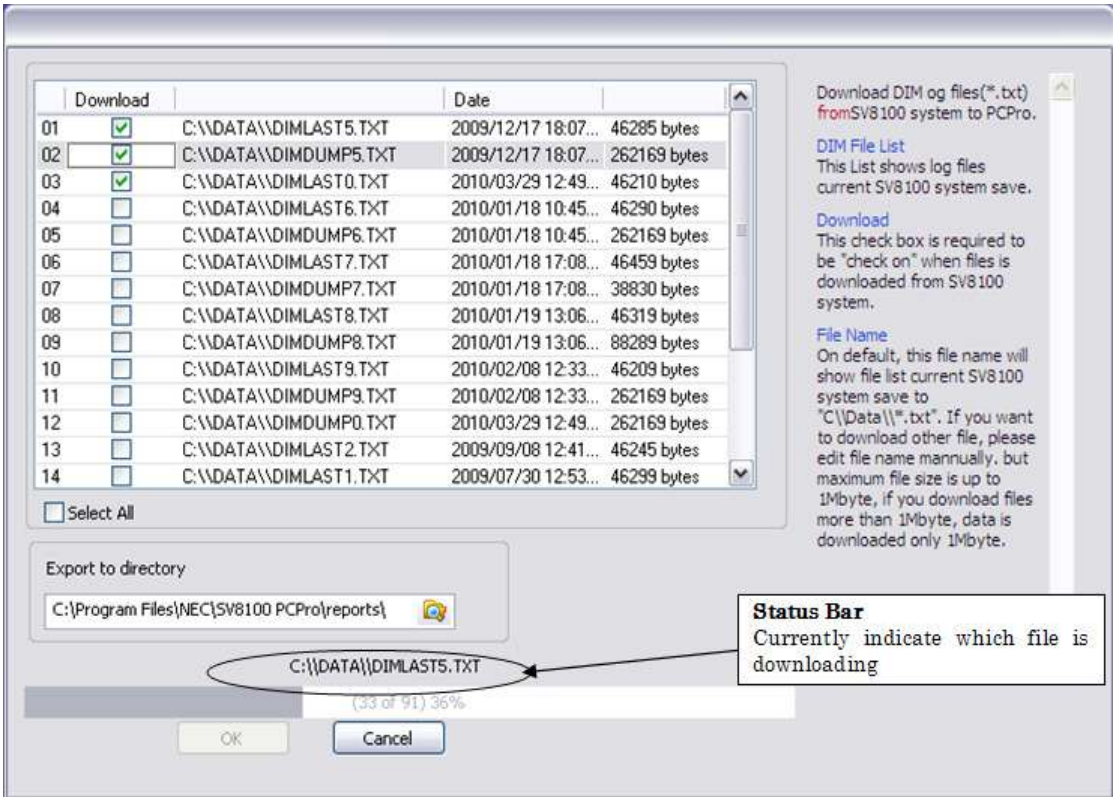 Download Date
01 C:\\DATA\\DIMLAST5.TXT 2009/12/17 18:07... 46285 bytes
02 C:\\DATA\\DIMDUMP5.TXT 2009/12/17 18:07... 262169 bytes
03 C:\\DATA\\DIMLAST0.TXT 2010/03/29 12:49... 46210 bytes
04 C:\\DATA\\DIMLAST6.TXT 2010/01/18 10:45... 46290 bytes
05 C:\\DATA\\DIMDUMP6.TXT 2010/01/18 10:45... 262169 bytes
06 C:\\DATA\\DIMLAST7.TXT 2010/01/18 17:08... 46459 bytes
07 C:\\DATA\\DIMDUMP7.TXT 2010/01/18 17:08... 38830 bytes
08 C:\\DATA\\DIMLAST8.TXT 2010/01/19 13:06... 46319 bytes
09 C:\\DATA\\DIMDUMP8.TXT 2010/01/19 13:06... 88289 bytes
10 C:\\DATA\\DIMLAST9.TXT 2010/02/08 12:33... 46209 bytes
11 C:\\DATA\\DIMDUMP9.TXT 2010/02/08 12:33... 262169 bytes
12 C:\\DATA\\DIMDUMP0.TXT 2010/03/29 12:49... 262169 bytes
13 C:\\DATA\\DIMLAST2.TXT 2009/09/08 12:41... 46245 bytes
14 C:\\DATA\\DIMLAST1.TXT 2009/07/30 12:53... 46299 bytes
Select All
Export to directory
C:\Program Files\NEC\SV8100 PCPro\reports\
C:\\DATA\\DIMLAST5.TXT
(33 of 91) 36%
OK Cancel
Download DIM og files(*.txt)
fromSV8100 system to PCPro.
DIM File List
This List shows log files
current SV8100 system save.
Download
This check box is required to
be "check on" when files is
downloaded from SV8100
system.
File Name
On default, this file name will
show file list current SV8100
system save to
"C\\Data\\*.txt". If you want
to download other file, please
edit file name mannually. but
maximum file size is up to
1Mbyte, if you download files
more than 1Mbyte, data is
downloaded only 1Mbyte.
Status Bar
Currently indicate which file is
downloading